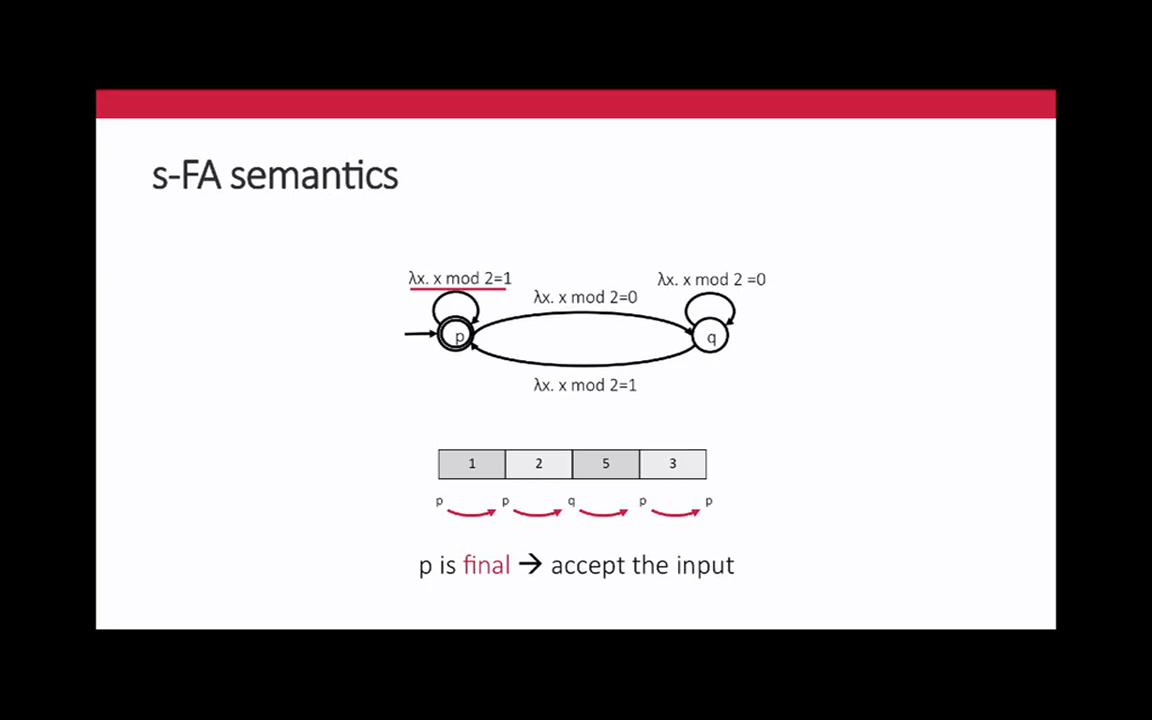 s-FA semantics
λx. x mod 2=1
λx. x mod 2=0
λx. x mod 2 =0
p
q
λx. x mod 2=1
1 2 5 3
p p q p p
p is final → accept the input